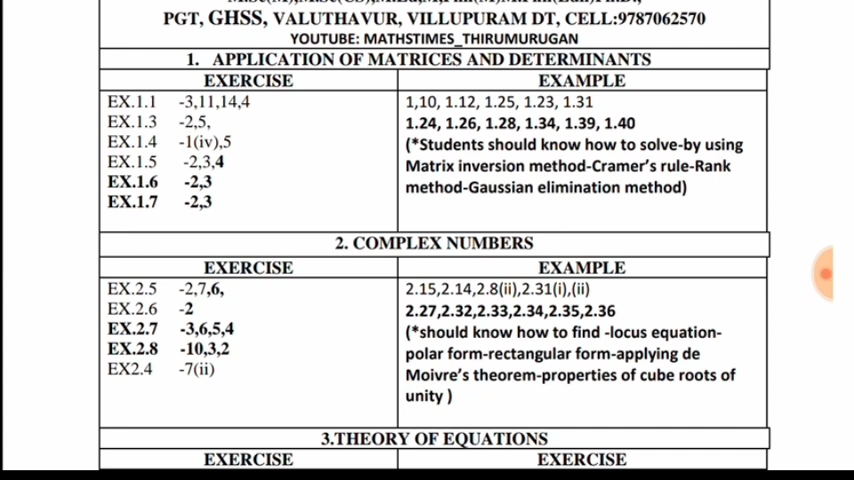 PGT, GHSS, VALUTHAVUR, VILLUPURAM DT, CELL:9787062570
YOUTUBE: MATHSTIMES_THIRUMURUGAN
1. APPLICATION OF MATRICES AND DETERMINANTS
EXERCISE EXAMPLE
EX.1.1 -3,11,14,4
EX.1.3 -2,5,
EX.1.4 -1(iv),5
EX.1.5 -2,3,4
EX.1.6 -2,3
EX.1.7 -2,3
1,10, 1.12, 1.25, 1.23, 1.31
1.24, 1.26, 1.28, 1.34, 1.39, 1.40
(*Students should know how to solve-by using
Matrix inversion method-Cramer's rule-Rank
method-Gaussian elimination method)
2. COMPLEX NUMBERS
EXERCISE EXAMPLE
EX.2.5 -2,7,6,
EX.2.6 -2
EX.2.7 -3,6,5,4
EX.2.8 -10,3,2
EX2.4 -7(ii)
2.15,2.14,2.8(ii),2.31(i),(ii)
2.27,2.32,2.33,2.34,2.35,2.36
(*should know how to find -locus equation-
polar form-rectangular form-applying de
Moivre's theorem-properties of cube roots of
unity )
3.THEORY OF EQUATIONS
EXERCISE EXERCISE